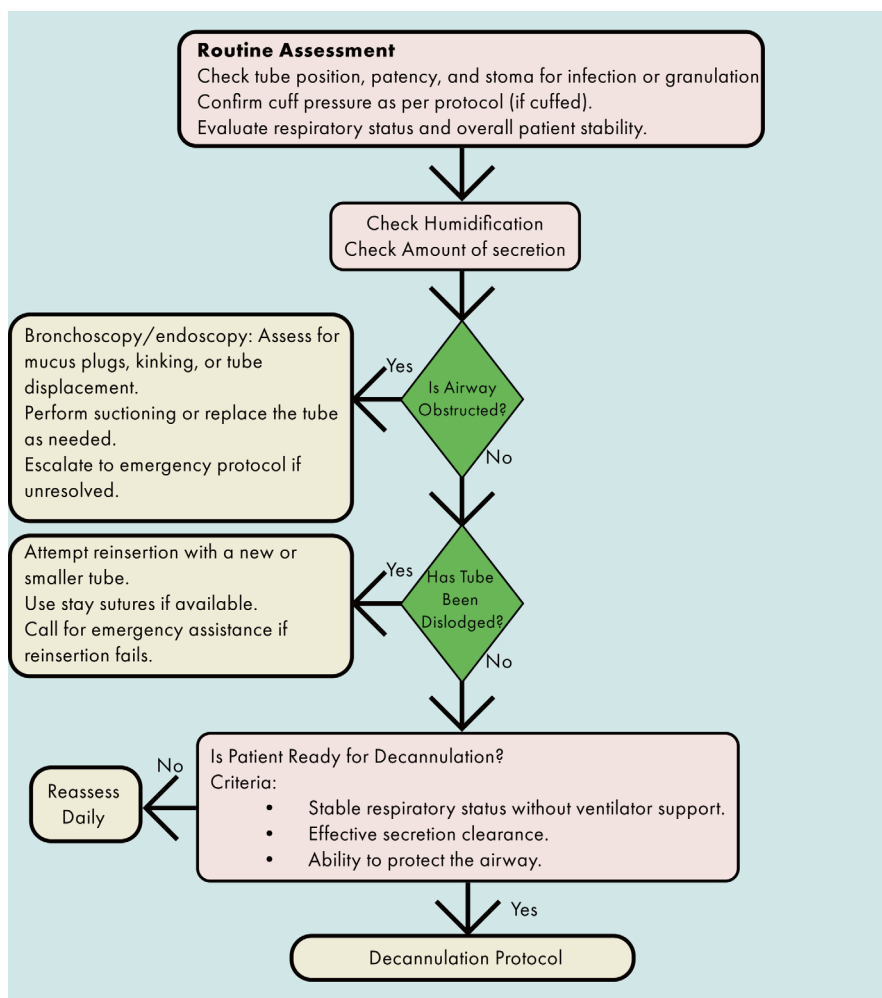 Routine Assessment
Check tube position, patency, and stoma for infection or granulation
Confirm cuff pressure as per protocol (if cuffed).
Evaluate respiratory status and overall patient stability.
Check Humidification
Check Amount of secretion
Is Airway
Obstructed?
Yes
Bronchoscopy/endoscopy: Assess for
mucus plugs, kinking, or tube
displacement.
Perform suctioning or replace the tube
as needed.
Escalate to emergency protocol if
unresolved.
No
Has Tube
Been
Dislodged?
Yes
Attempt reinsertion with a new or
smaller tube.
Use stay sutures if available.
Call for emergency assistance if
reinsertion fails.
No
Is Patient Ready for Decannulation?
Criteria:
• Stable respiratory status without ventilator support.
• Effective secretion clearance.
• Ability to protect the airway.
No
Reassess
Daily
Yes
Decannulation Protocol